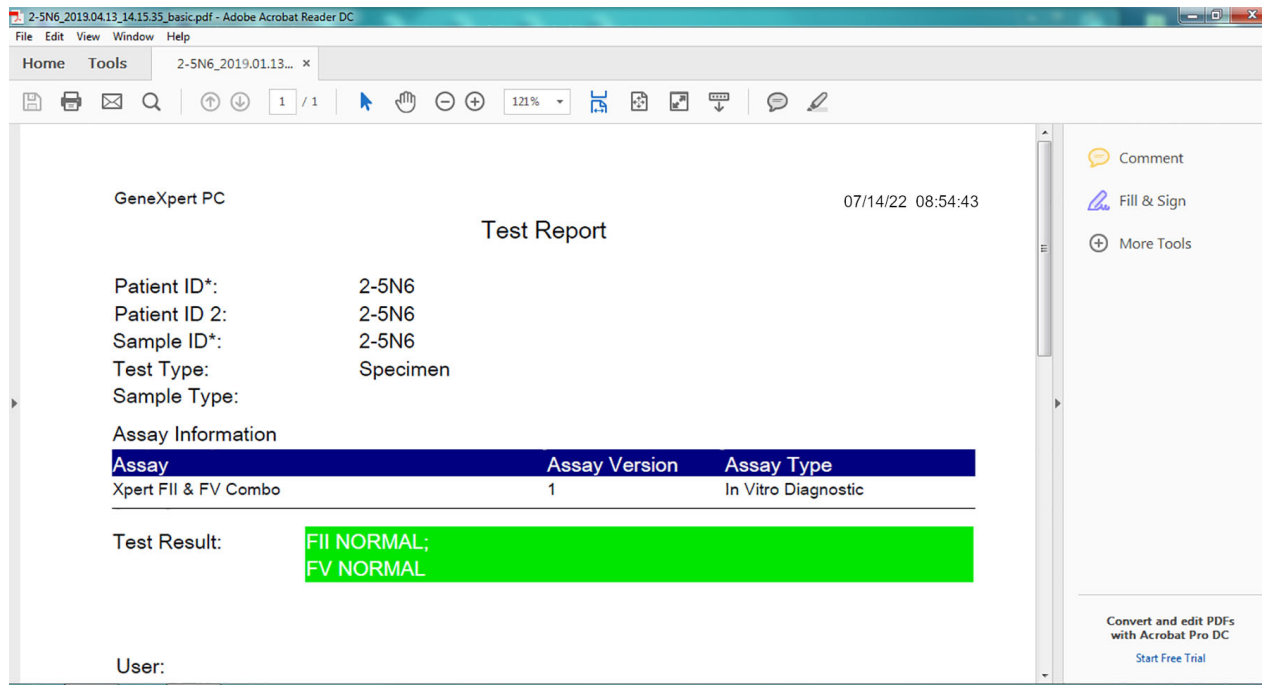 2-5N6_2019.04.13_14.15.35_basic.pdf - Adobe Acrobat Reader DC
File Edit View Window Help
Home Tools 2-5N6_2019.01.13... ×
1 / 1 121%
Comment
Fill & Sign
More Tools
GeneXpert PC 07/14/22 08:54:43
Test Report
Patient ID*: 2-5N6
Patient ID 2: 2-5N6
Sample ID*: 2-5N6
Test Type: Specimen
Sample Type:
Assay Information
Assay Assay Version Assay Type
Xpert FII & FV Combo 1 In Vitro Diagnostic
Test Result: FII NORMAL;
FV NORMAL
User:
Convert and edit PDFs
with Acrobat Pro DC
Start Free Trial